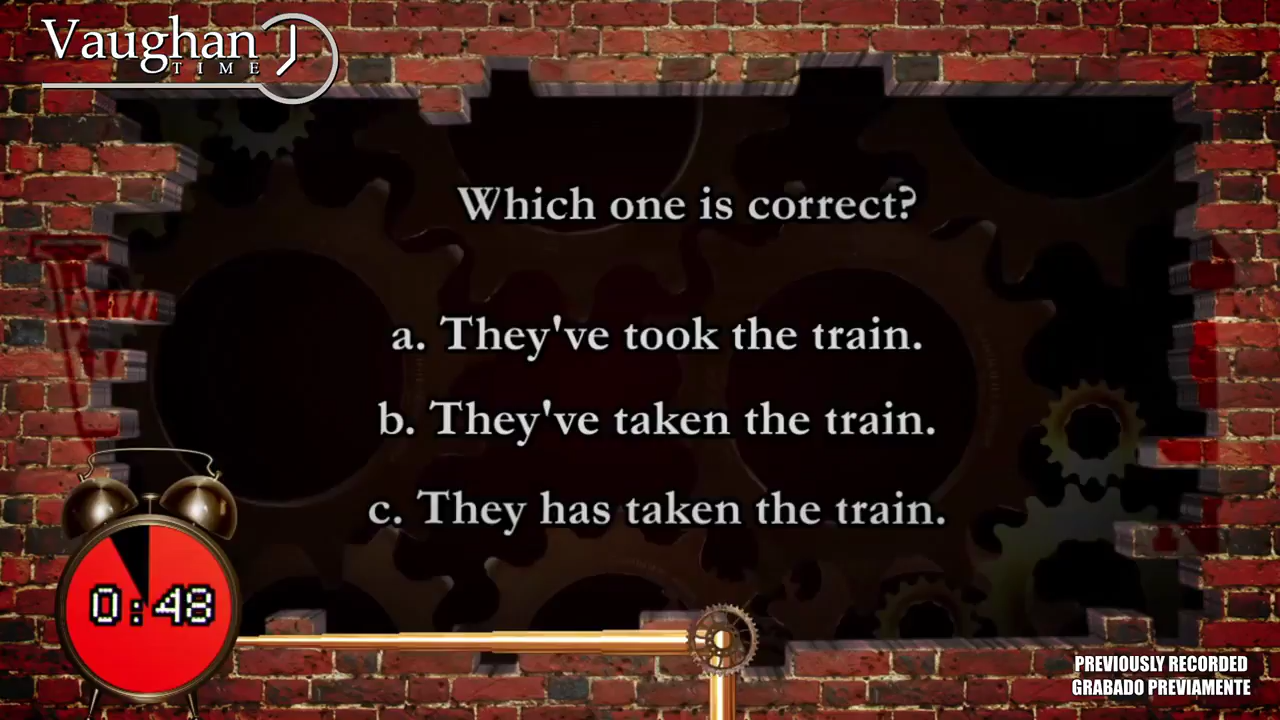 Vaughan
TIME
Which one is correct?
a. They've took the train.
b. They've taken the train.
c. They has taken the train.
0:48
PREVIOUSLY RECORDED
GRABADO PREVIAMENTE